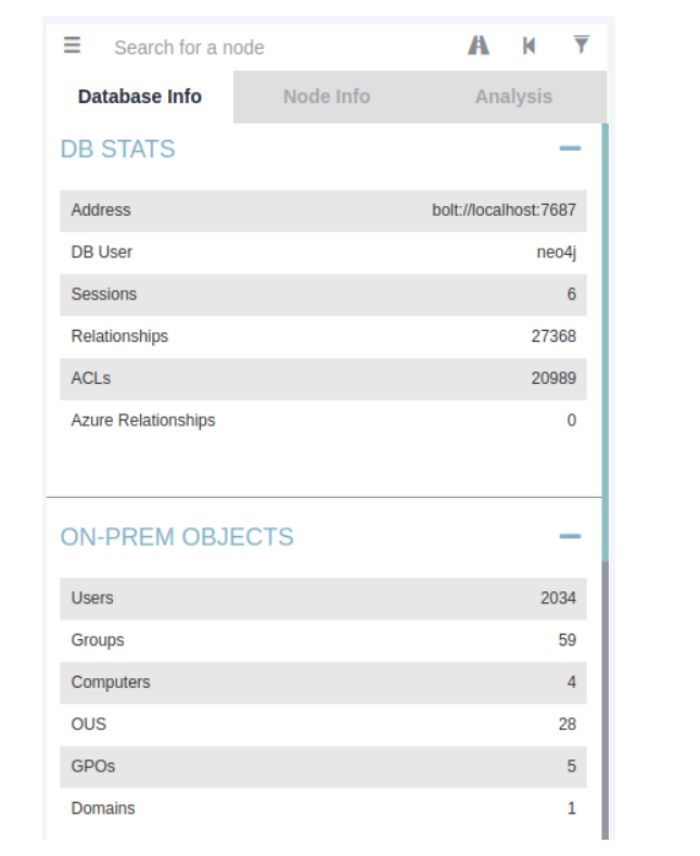 Search for a node
Database Info Node Info Analysis
DB STATS
Address bolt://localhost:7687
DB User neo4j
Sessions 6
Relationships 27368
ACLs 20989
Azure Relationships 0
ON-PREM OBJECTS
Users 2034
Groups 59
Computers 4
OUS 28
GPOs 5
Domains 1